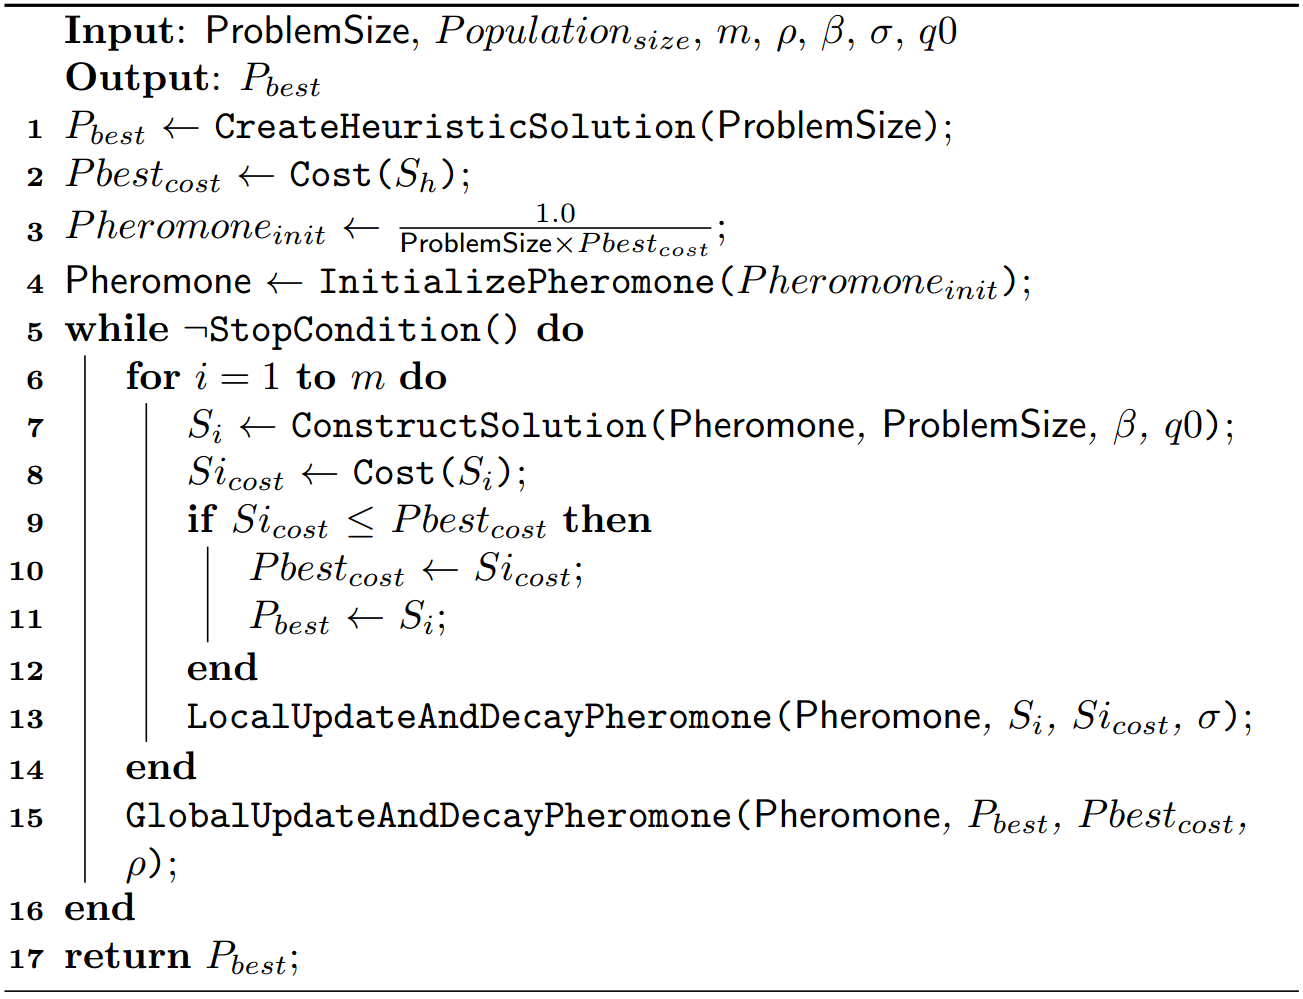 Input: ProblemSize, Population_size, m, ρ, β, σ, q0
Output: P_best
1 P_best ← CreateHeuristicSolution(ProblemSize);
2 Pbest_cost ← Cost(S_h);
3 Pheromone_init ← 1.0 / ProblemSize×Pbest_cost ;
4 Pheromone ← InitializePheromone(Pheromone_init);
5 while ¬StopCondition() do
6 for i = 1 to m do
7 S_i ← ConstructSolution(Pheromone, ProblemSize, β, q0);
8 Si_cost ← Cost(S_i);
9 if Si_cost ≤ Pbest_cost then
10 Pbest_cost ← Si_cost;
11 P_best ← S_i;
12 end
13 LocalUpdateAndDecayPheromone(Pheromone, S_i, Si_cost, σ);
14 end
15 GlobalUpdateAndDecayPheromone(Pheromone, P_best, Pbest_cost,
ρ);
16 end
17 return P_best;